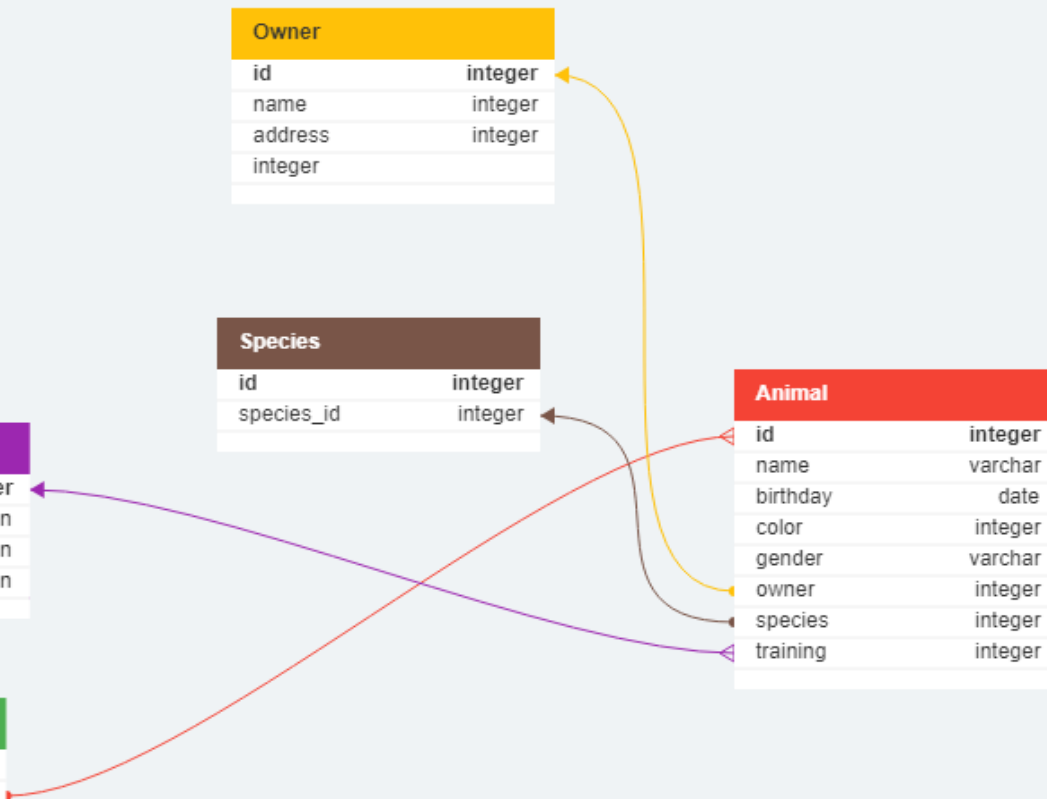 Owner
id integer
name integer
address integer
integer
Species
id integer
species_id integer
Animal
id integer
name varchar
birthday date
color integer
gender varchar
owner integer
species integer
training integer
er
n
n
n